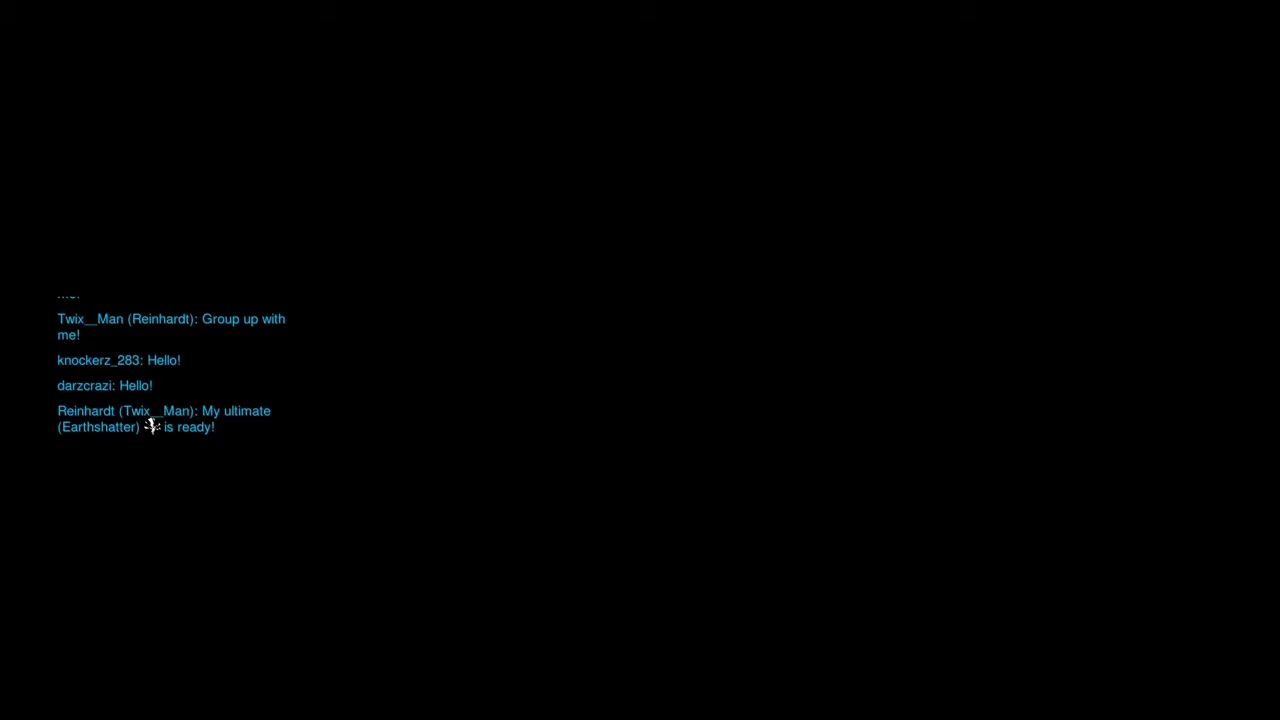 Twix__Man (Reinhardt): Group up with
me!
knockerz_283: Hello!
darzcrazi: Hello!
Reinhardt (Twix__Man): My ultimate
(Earthshatter) is ready!